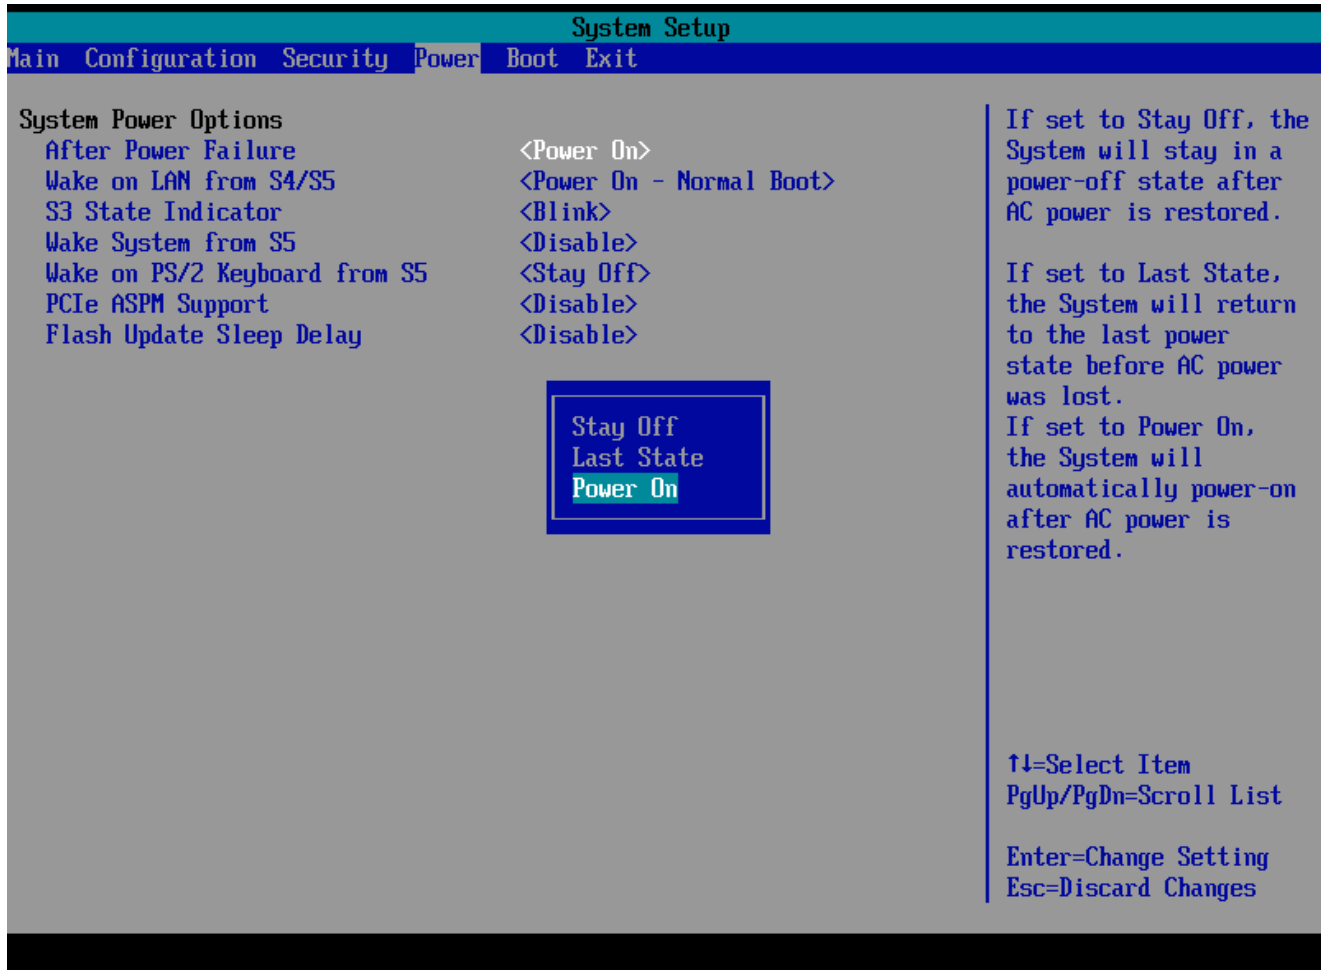 System Setup
Main Configuration Security Power Boot Exit
System Power Options
After Power Failure <Power On>
Wake on LAN from S4/S5 <Power On - Normal Boot>
S3 State Indicator <Blink>
Wake System from S5 <Disable>
Wake on PS/2 Keyboard from S5 <Stay Off>
PCIe ASPM Support <Disable>
Flash Update Sleep Delay <Disable>
Stay Off
Last State
Power On
If set to Stay Off, the
System will stay in a
power-off state after
AC power is restored.
If set to Last State,
the System will return
to the last power
state before AC power
was lost.
If set to Power On,
the System will
automatically power-on
after AC power is
restored.
↑↓=Select Item
PgUp/PgDn=Scroll List
Enter=Change Setting
Esc=Discard Changes